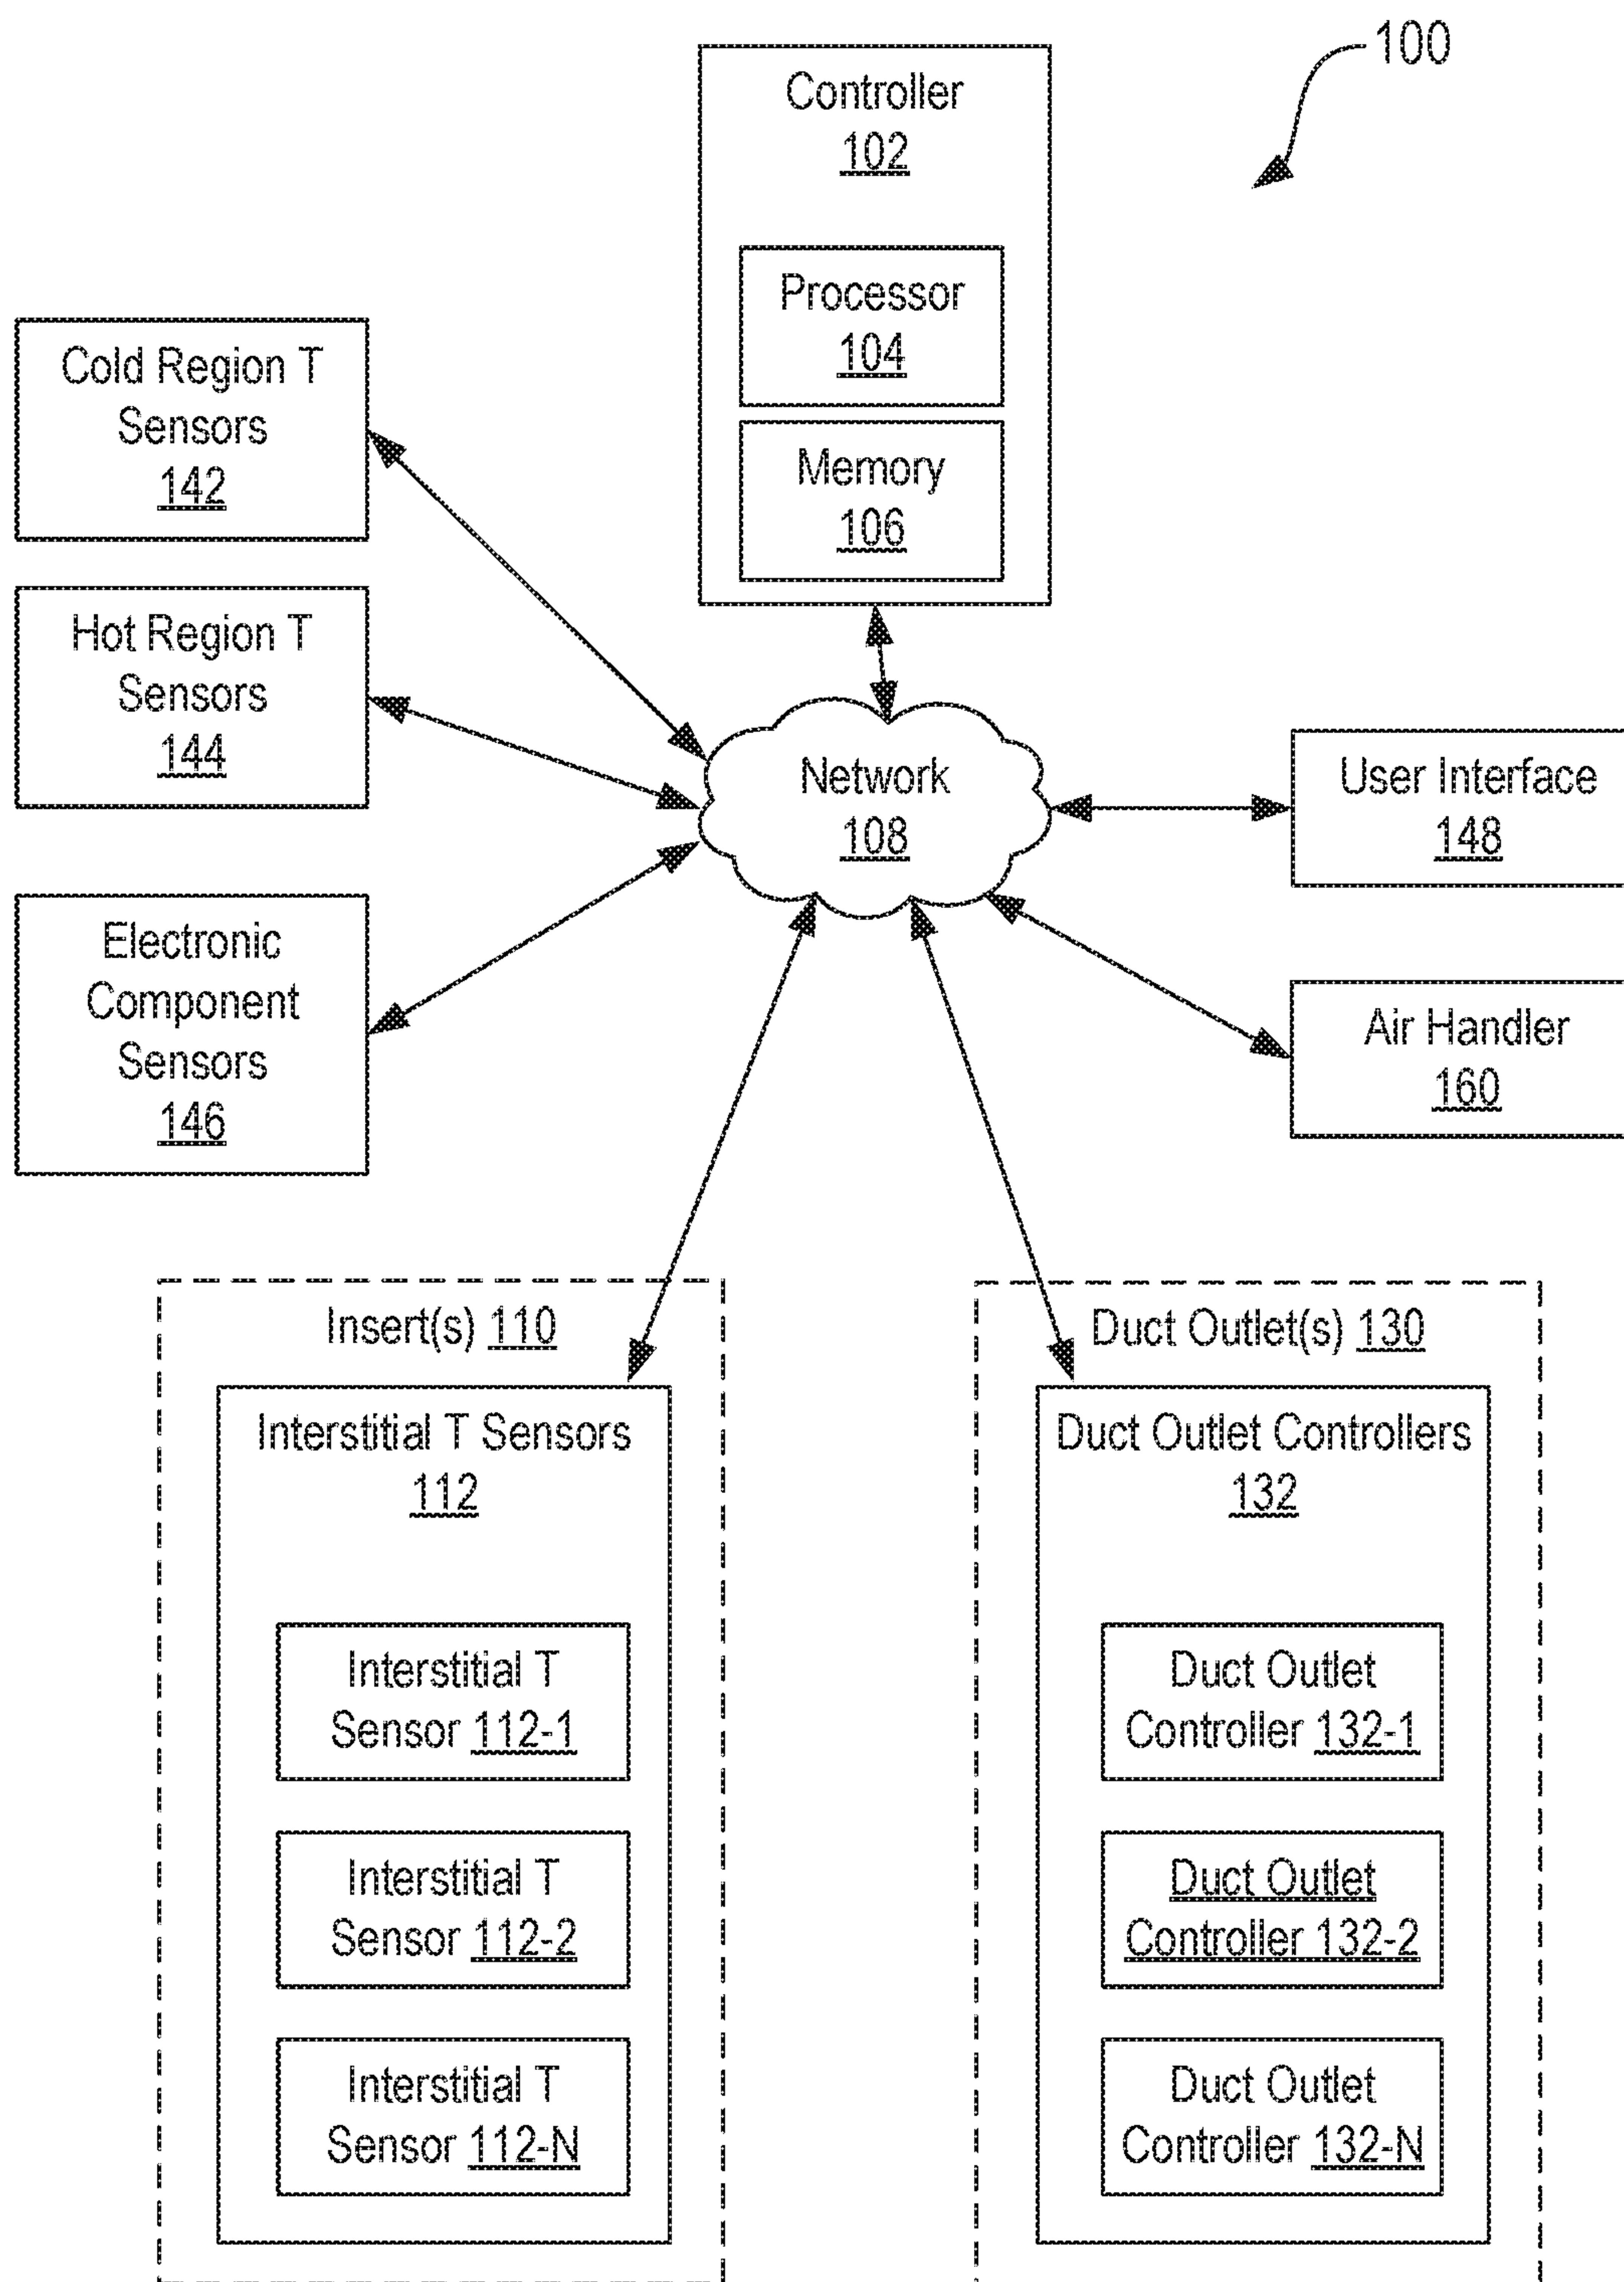 100
Controller
102
Processor
104
Memory
106
Cold Region T
Sensors
142
Hot Region T
Sensors
144
Electronic
Component
Sensors
146
Network
108
User Interface
148
Air Handler
160
Insert(s) 110
Interstitial T Sensors
112
Interstitial T
Sensor 112-1
Interstitial T
Sensor 112-2
Interstitial T
Sensor 112-N
Duct Outlet(s) 130
Duct Outlet Controllers
132
Duct Outlet
Controller 132-1
Duct Outlet
Controller 132-2
Duct Outlet
Controller 132-N